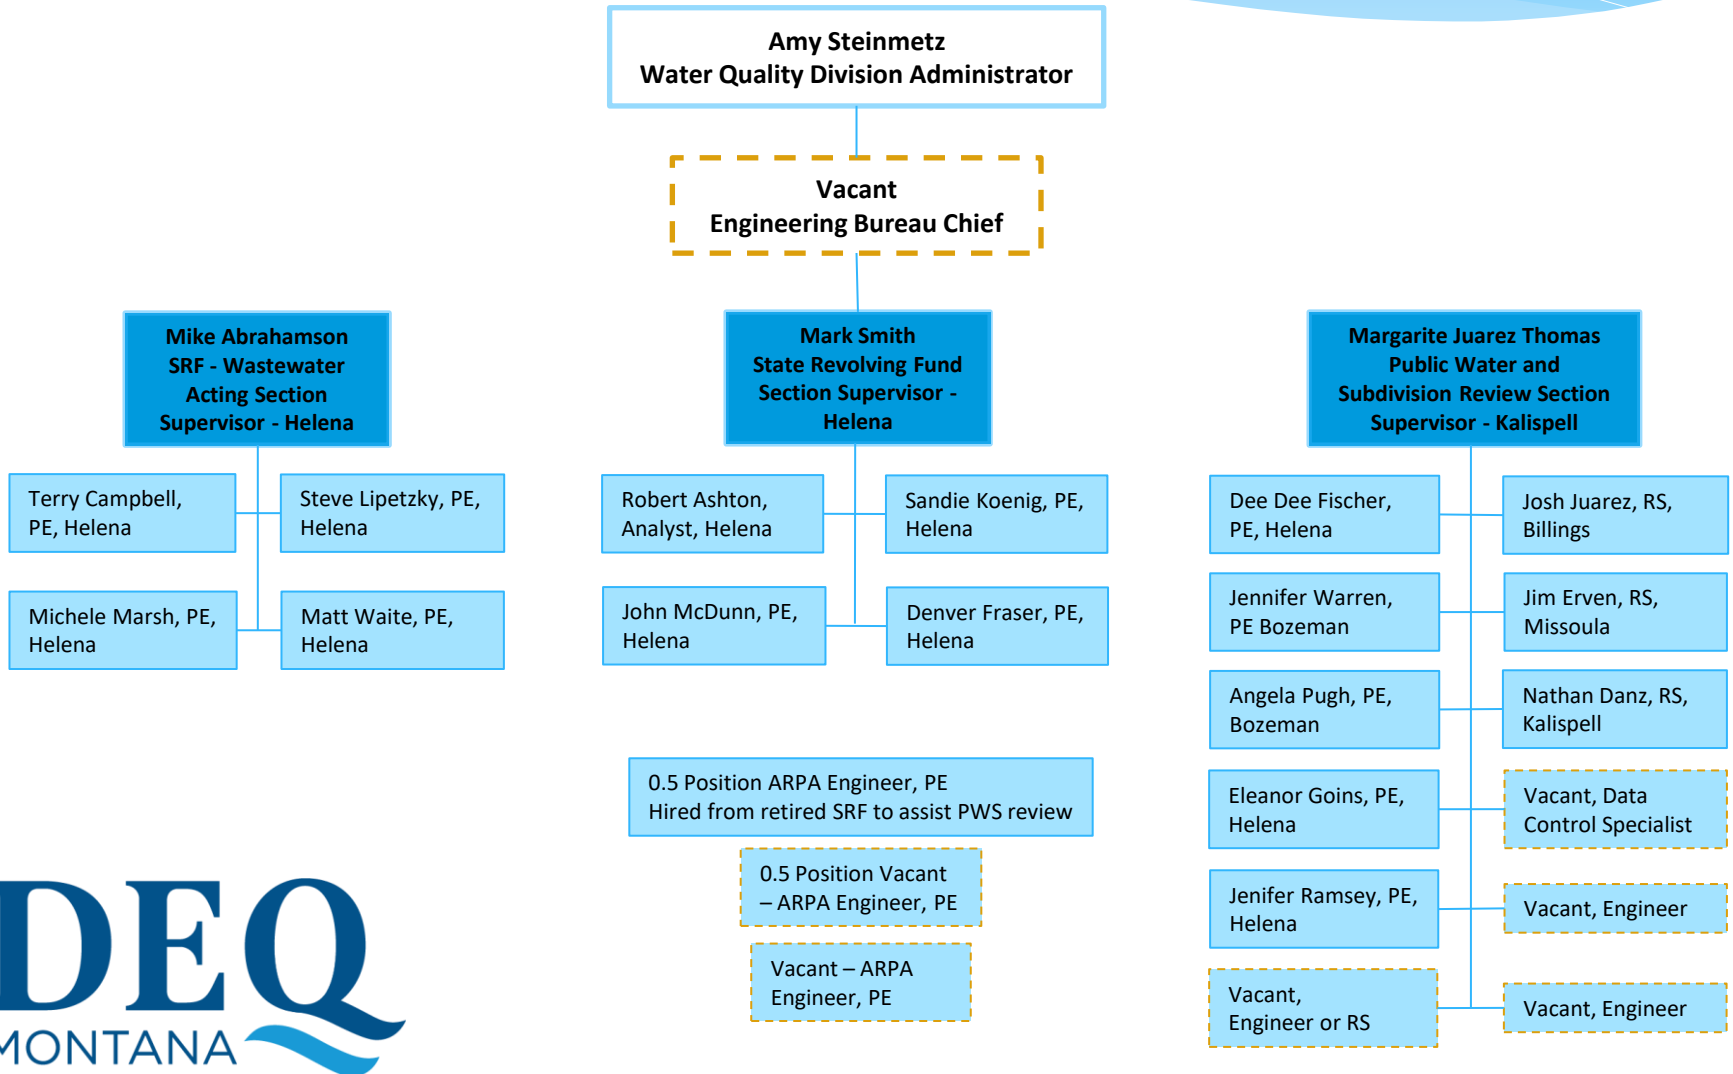 Amy Steinmetz
Water Quality Division Administrator
Vacant
Engineering Bureau Chief
Mike Abrahamson
SRF - Wastewater
Acting Section
Supervisor - Helena
Terry Campbell,
PE, Helena
Steve Lipetzky, PE,
Helena
Michele Marsh, PE,
Helena
Matt Waite, PE,
Helena
Mark Smith
State Revolving Fund
Section Supervisor -
Helena
Robert Ashton,
Analyst, Helena
Sandie Koenig, PE,
Helena
John McDunn, PE,
Helena
Denver Fraser, PE,
Helena
0.5 Position ARPA Engineer, PE
Hired from retired SRF to assist PWS review
0.5 Position Vacant
– ARPA Engineer, PE
Vacant – ARPA
Engineer, PE
Margarite Juarez Thomas
Public Water and
Subdivision Review Section
Supervisor - Kalispell
Dee Dee Fischer,
PE, Helena
Josh Juarez, RS,
Billings
Jennifer Warren,
PE Bozeman
Jim Erven, RS,
Missoula
Angela Pugh, PE,
Bozeman
Nathan Danz, RS,
Kalispell
Eleanor Goins, PE,
Helena
Vacant, Data
Control Specialist
Jenifer Ramsey, PE,
Helena
Vacant, Engineer
Vacant,
Engineer or RS
Vacant, Engineer
DEQ
MONTANA